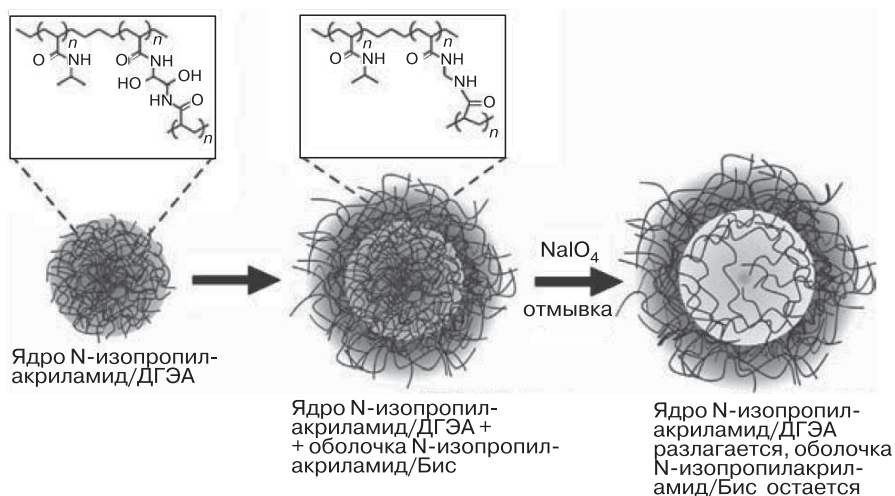 n
n
O
NH
O
NH
HO
OH
HN
O
n
n
n
O
NH
O
NH
NH
O
n
NaIO4
отмывка
Ядро N-изопропил-
акриламид/ДГЭА
Ядро N-изопропил-
акриламид/ДГЭА +
+ оболочка N-изопропил-
акриламид/Бис
Ядро N-изопропил-
акриламид/ДГЭА
разлагается, оболочка
N-изопропилакрил-
амид/Бис остается